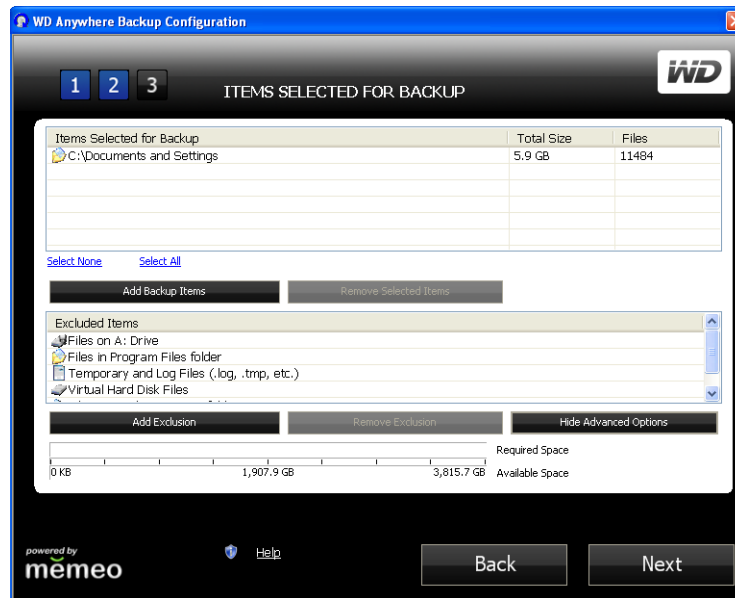 WD Anywhere Backup Configuration
WD
1 2 3 ITEMS SELECTED FOR BACKUP
Items Selected for Backup Total Size Files
C:\Documents and Settings 5.9 GB 11484
Select None Select All
Add Backup Items Remove Selected Items
Excluded Items
Files on A: Drive
Files in Program Files folder
Temporary and Log Files (.log, .tmp, etc.)
Virtual Hard Disk Files
Add Exclusion Remove Exclusion Hide Advanced Options
Required Space
0 KB 1,907.9 GB 3,815.7 GB Available Space
powered by
memeo
Help
Back Next